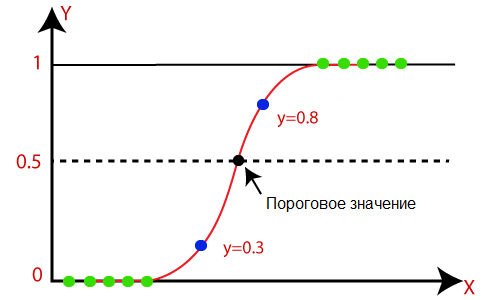 Y
1
y=0.8
0.5
Пороговое значение
y=0.3
0
X